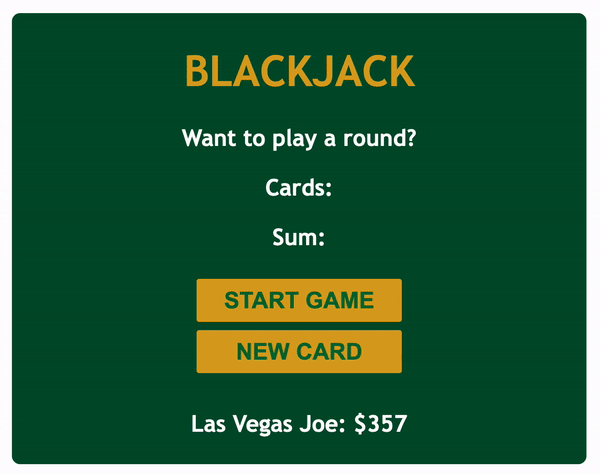 BLACKJACK
Want to play a round?
Cards:
Sum:
START GAME
NEW CARD
Las Vegas Joe: $357